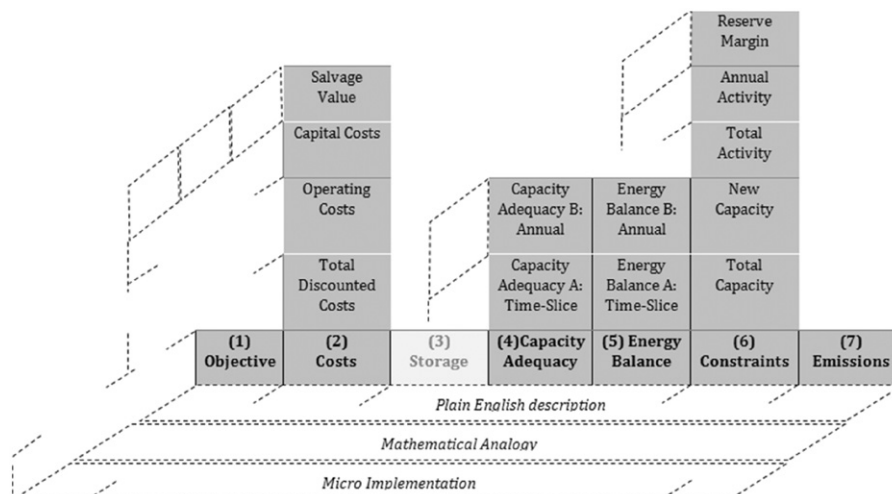 Reserve
Margin
Salvage
Value
Annual
Activity
Capital Costs
Total
Activity
Operating
Costs
Capacity
Adequacy B:
Annual
Energy
Balance B:
Annual
New
Capacity
Total
Discounted
Costs
Capacity
Adequacy A:
Time-Slice
Energy
Balance A:
Time-Slice
Total
Capacity
(1)
Objective
(2)
Costs
(3)
Storage
(4)Capacity
Adequacy
(5) Energy
Balance
(6)
Constraints
(7)
Emissions
Plain English description
Mathematical Analogy
Micro Implementation